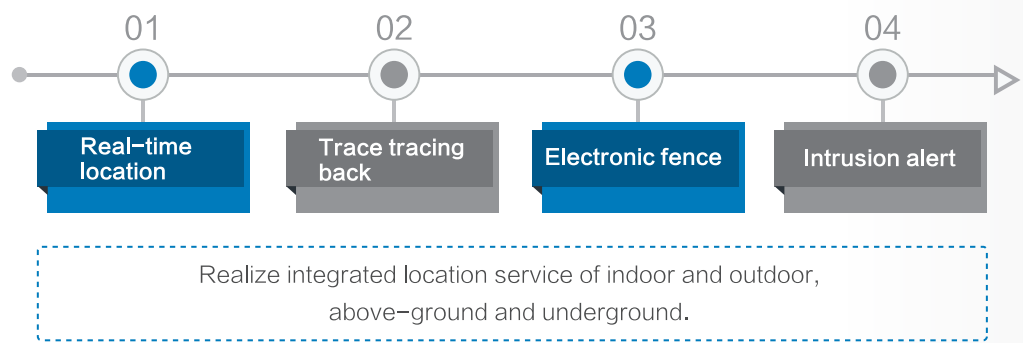 01
02
03
04
Real-time
location
Trace tracing
back
Electronic fence
Intrusion alert
Realize integrated location service of indoor and outdoor,
above-ground and underground.